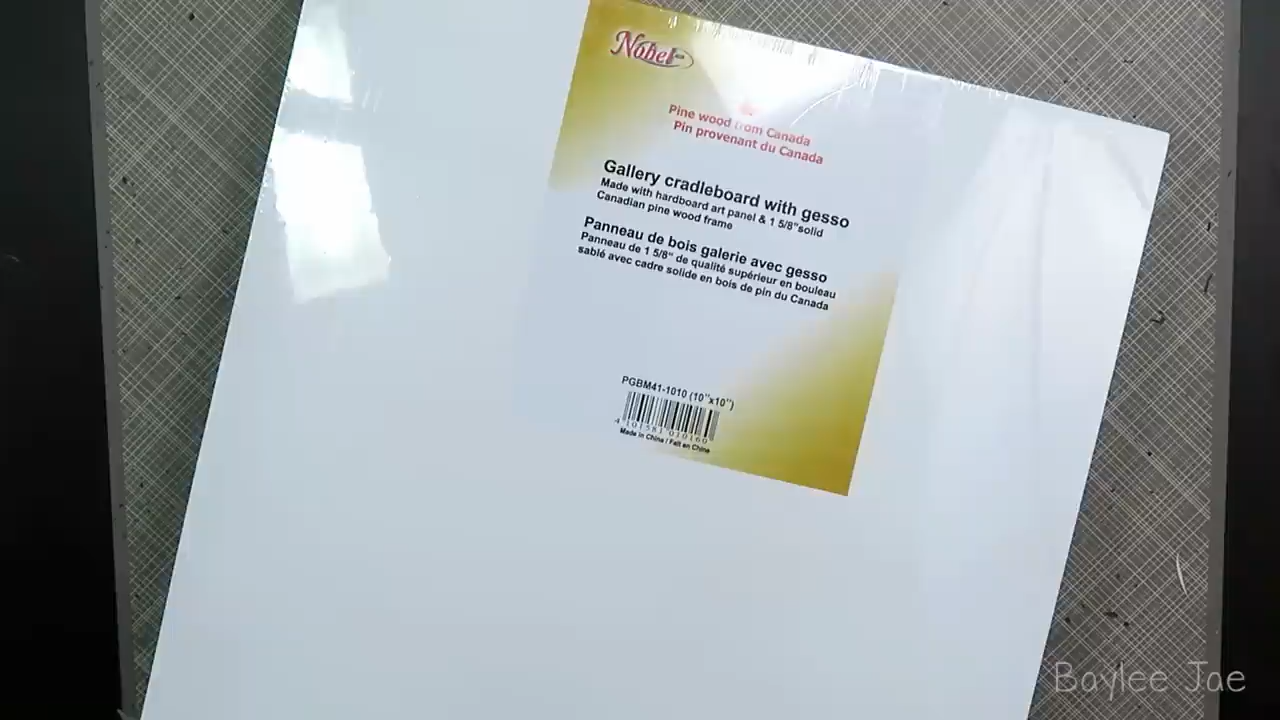 Nobel
Pine wood from Canada
Pin provenant du Canada
Gallery cradleboard with gesso
Made with hardboard art panel & 1 5/8"solid
Canadian pine wood frame
Panneau de bois galerie avec gesso
Panneau de 1 5/8" de qualité supérieur en bouleau
sablé avec cadre solide en bois de pin du Canada
PGBM41-1010 (10''x10'')
4 101581 010160
Made in China / Fait en Chine
Baylee Jae